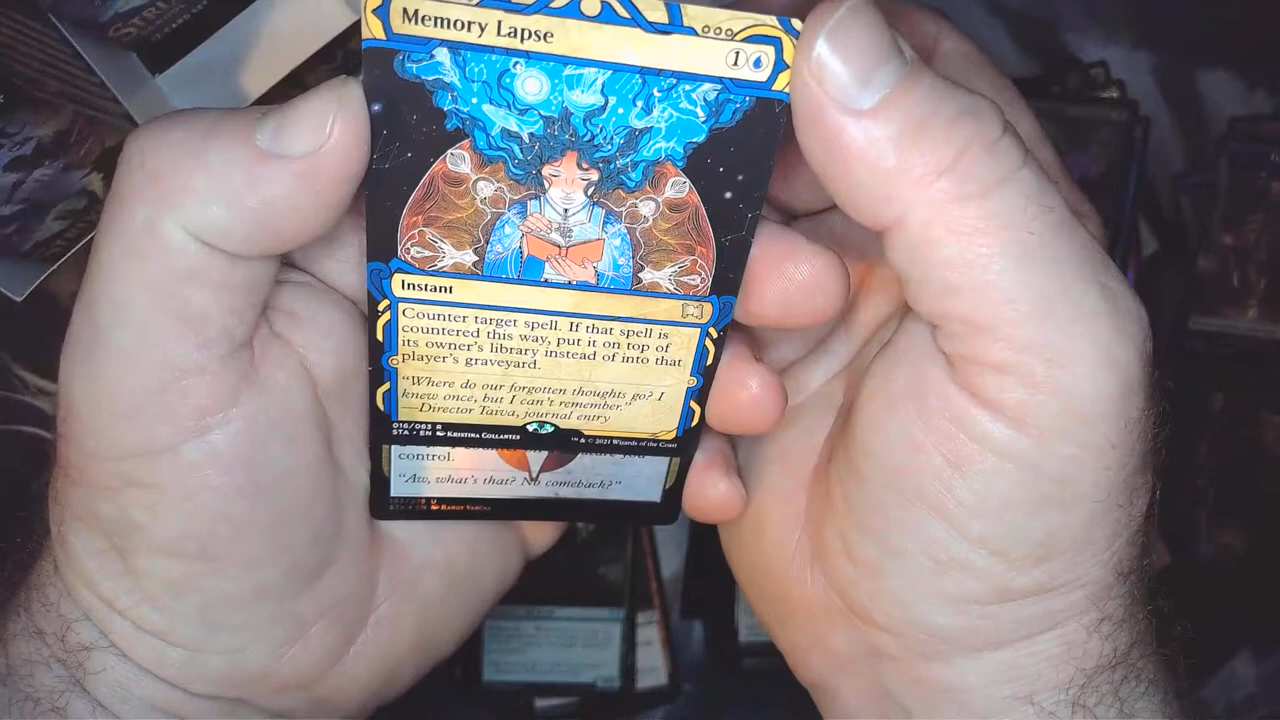 Memory Lapse
1
Instant
Counter target spell. If that spell is
countered this way, put it on top of
its owner's library instead of into that
player's graveyard.
"Where do our forgotten thoughts go? I
knew once, but I can't remember."
—Director Taiva, journal entry
016/063 R
STA • EN KRISTINA COLLANTES
™ & © 2021 Wizards of the Coast
control.
"Aw, what's that? No comeback?"